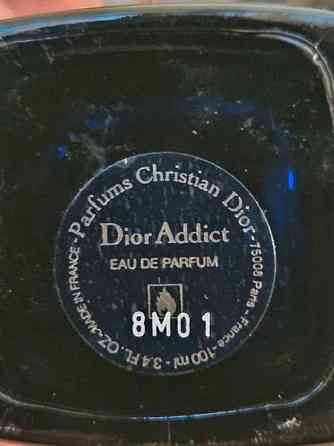 Parfums Christian Dior - 75008 Paris - France - 100 ml - 3.4 FL. OZ. - MADE IN FRANCE -
Dior Addict
EAU DE PARFUM
8M01